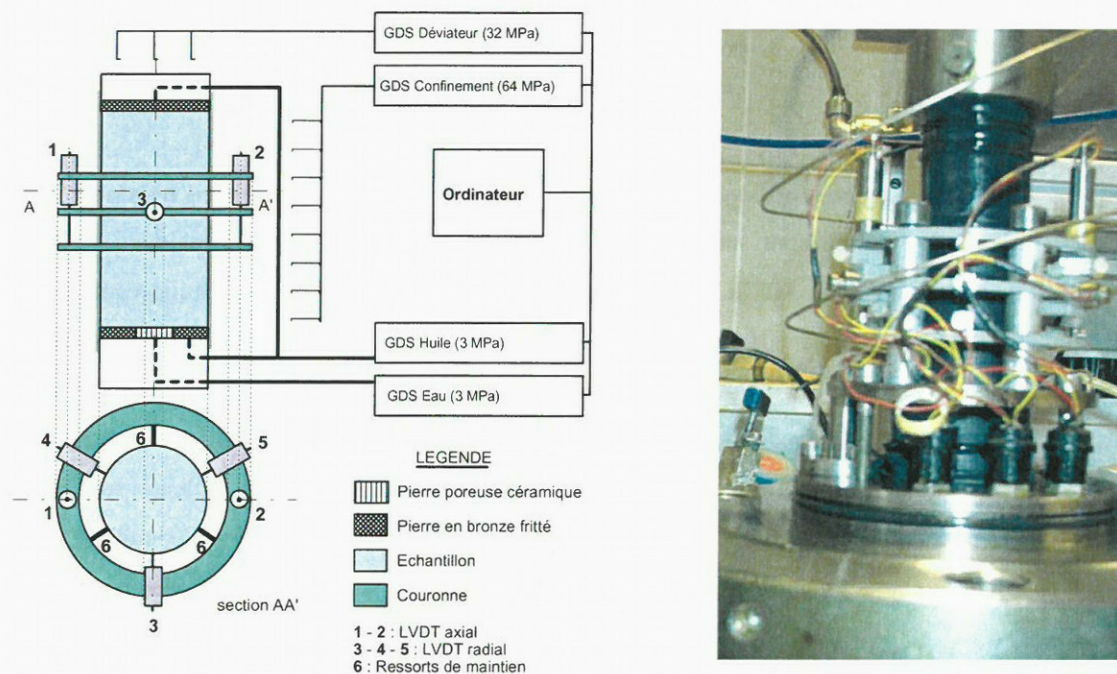 GDS Déviateur (32 MPa)
GDS Confinement (64 MPa)
1
2
3
A
A'
Ordinateur
GDS Huile (3 MPa)
GDS Eau (3 MPa)
4
6
5
1
2
6
6
section AA'
3
LEGENDE
Pierre poreuse céramique
Pierre en bronze fritté
Echantillon
Couronne
1 - 2 : LVDT axial
3 - 4 - 5 : LVDT radial
6 : Ressorts de maintien